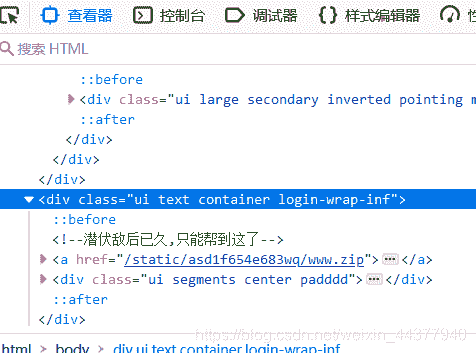 查看器 控制台 调试器 样式编辑器
搜索 HTML
::before
<div class="ui large secondary inverted pointing m
::after
</div>
</div>
</div>
<div class="ui text container login-wrap-inf">
::before
<!--潜伏敌后已久,只能帮到这了-->
<a href="/static/asd1f654e683wq/www.zip"></a>
<div class="ui segments center padddd"></div>
::after
</div>
https://blog.csdn.net/weixin_44377940
html > body > div.ui.text.container.login-wrap-inf